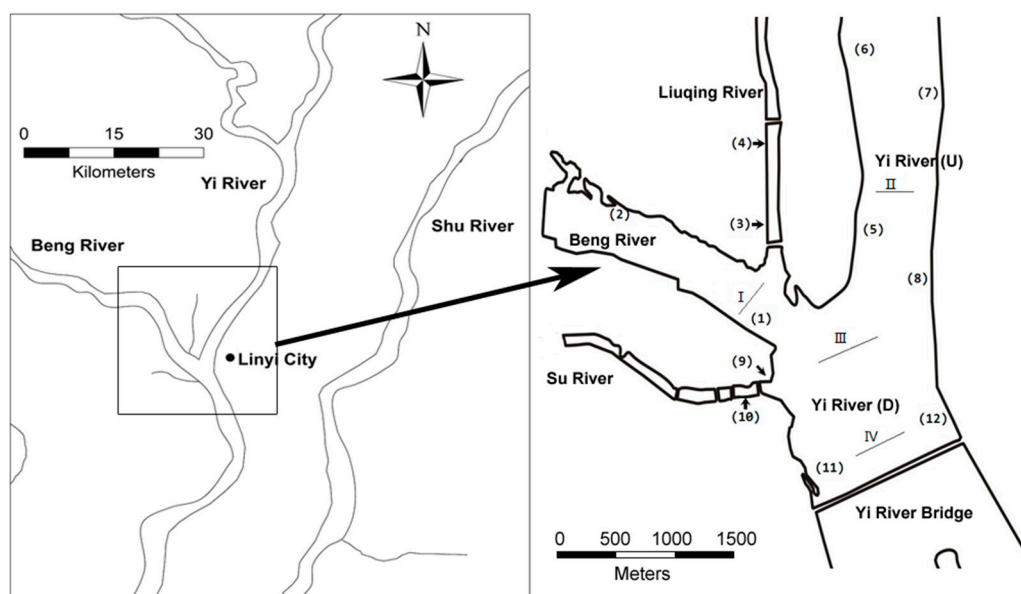 N
0 15 30
Kilometers
Yi River
Beng River
Shu River
Linyi City
Liuqing River
(6)
(7)
(4)
Yi River (U)
II
(2)
(3)
(5)
Beng River
(8)
I
(1)
III
(9)
Su River
(10)
Yi River (D)
(12)
IV
(11)
Yi River Bridge
0 500 1000 1500
Meters